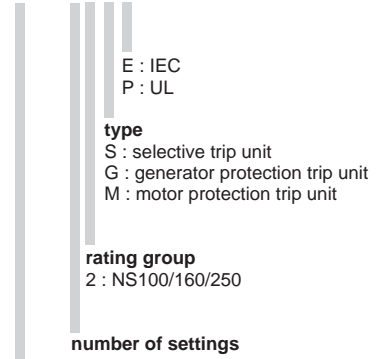 E : IEC
P : UL
type
S : selective trip unit
G : generator protection trip unit
M : motor protection trip unit
rating group
2 : NS100/160/250
number of settings